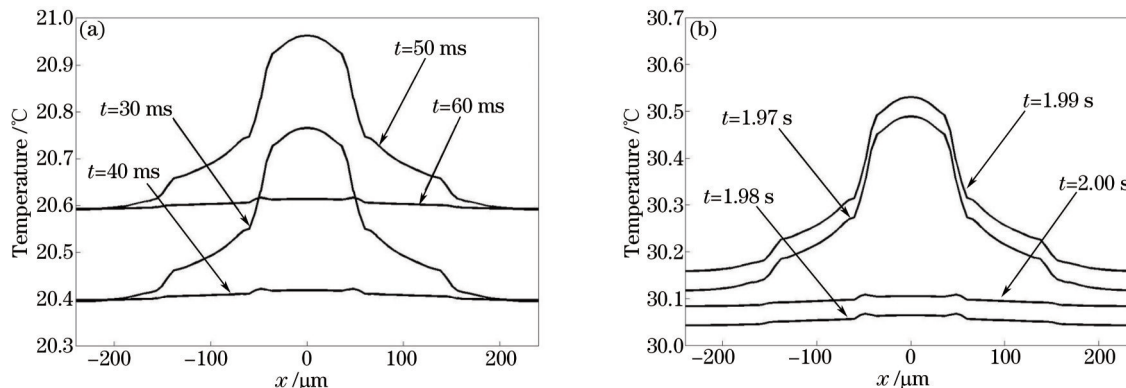 (a)
Temperature /℃
21.0
20.9
20.8
20.7
20.6
20.5
20.4
20.3
t=50 ms
t=30 ms
t=60 ms
t=40 ms
−200
−100
0
100
200
x /μm
(b)
Temperature /℃
30.7
30.6
30.5
30.4
30.3
30.2
30.1
30.0
t=1.97 s
t=1.99 s
t=1.98 s
t=2.00 s
−200
−100
0
100
200
x /μm